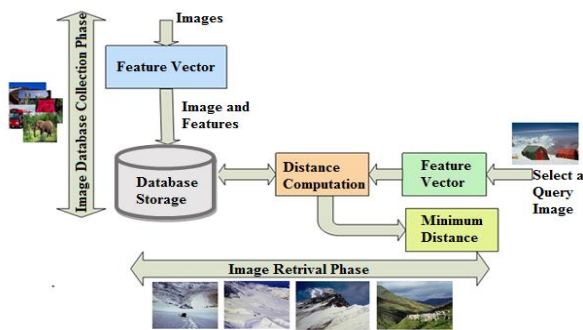 Images
Feature Vector
Image and
Features
Image Database Collection Phase
Database
Storage
Distance
Computation
Feature
Vector
Select a
Query
Image
Minimum
Distance
Image Retrival Phase